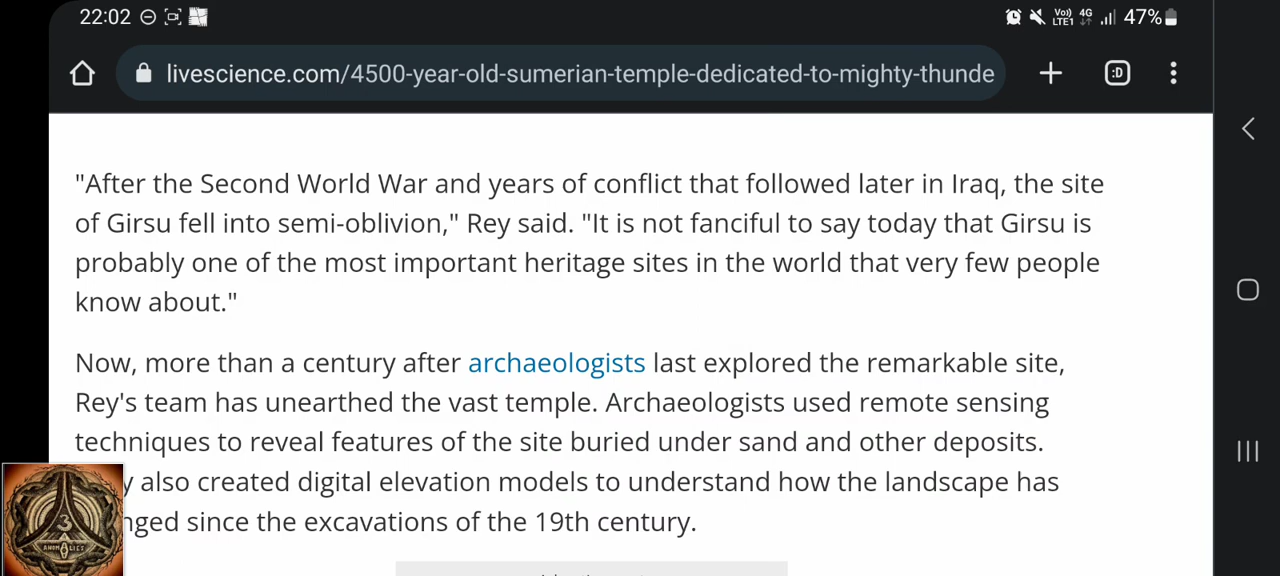 22:02
Vo)) 4G
LTE1
47%
livescience.com/4500-year-old-sumerian-temple-dedicated-to-mighty-thunde
:D
"After the Second World War and years of conflict that followed later in Iraq, the site
of Girsu fell into semi-oblivion," Rey said. "It is not fanciful to say today that Girsu is
probably one of the most important heritage sites in the world that very few people
know about."
Now, more than a century after archaeologists last explored the remarkable site,
Rey's team has unearthed the vast temple. Archaeologists used remote sensing
techniques to reveal features of the site buried under sand and other deposits.
y also created digital elevation models to understand how the landscape has
nged since the excavations of the 19th century.
3